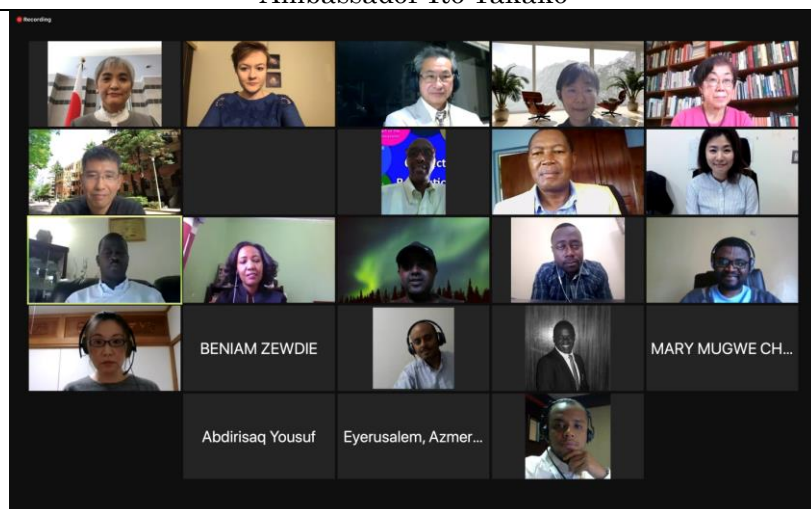 Ambassador Ito Takako
Recording
BENIAM ZEWDIE
MARY MUGWE CH...
Abdirisaq Yousuf
Eyerusalem, Azmer...